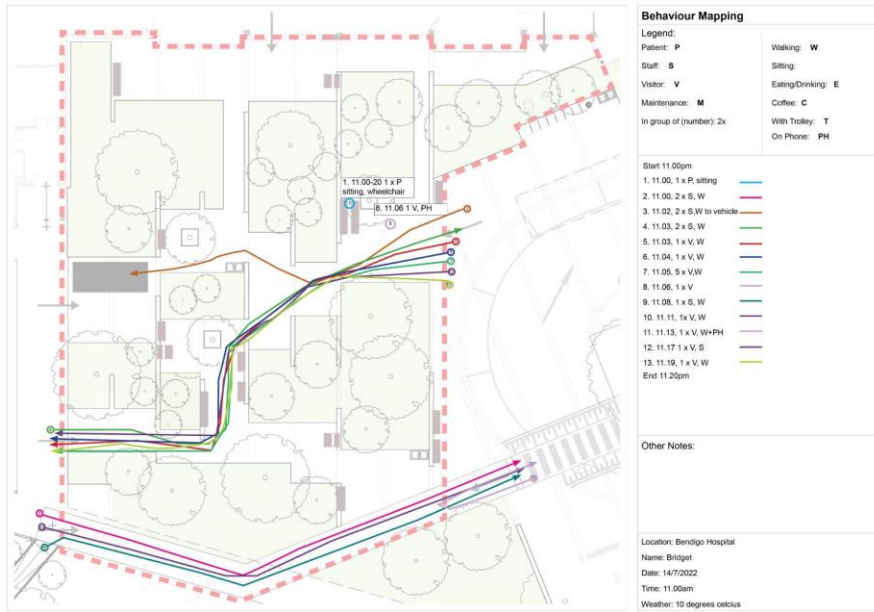 1. 11.00-20 1 x P
sitting, wheelchair
8. 11.06 1 V, PH
Behaviour Mapping
Legend:
Patient: P
Staff: S
Visitor: V
Maintenance: M
In group of (number): 2x
Walking: W
Sitting:
Eating/Drinking: E
Coffee: C
With Trolley: T
On Phone: PH
Start 11.00pm
1. 11.00, 1 x P, sitting
2. 11.00, 2 x S, W
3. 11.02, 2 x S,W to vehicle
4. 11.03, 2 x S, W
5. 11.03, 1 x V, W
6. 11.04, 1 x V, W
7. 11.05, 5 x V,W
8. 11.06, 1 x V
9. 11.08, 1 x S, W
10. 11.11, 1x V, W
11. 11.13, 1 x V, W+PH
12. 11.17 1 x V, S
13. 11.19, 1 x V, W
End 11.20pm
Other Notes:
Location: Bendigo Hospital
Name: Bridget
Date: 14/7/2022
Time: 11.00am
Weather: 10 degrees celcius